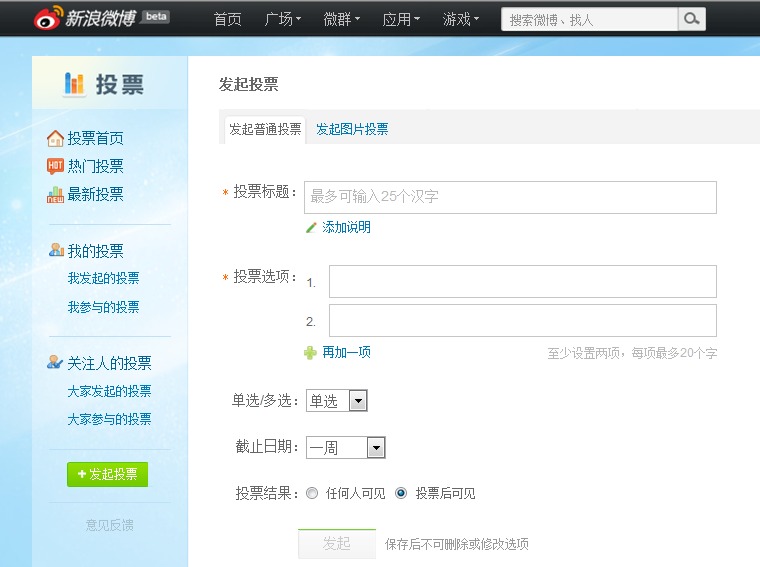 新浪微博 beta 首页 广场 微群 应用 游戏 搜索微博、找人
投票
投票首页
HOT 热门投票
NEW 最新投票
我的投票
我发起的投票
我参与的投票
关注人的投票
大家发起的投票
大家参与的投票
+ 发起投票
意见反馈
发起投票
发起普通投票 发起图片投票
* 投票标题： 最多可输入25个汉字
添加说明
* 投票选项： 1.
2.
再加一项 至少设置两项，每项最多20个字
单选/多选： 单选
截止日期： 一周
投票结果： 任何人可见 投票后可见
发起 保存后不可删除或修改选项